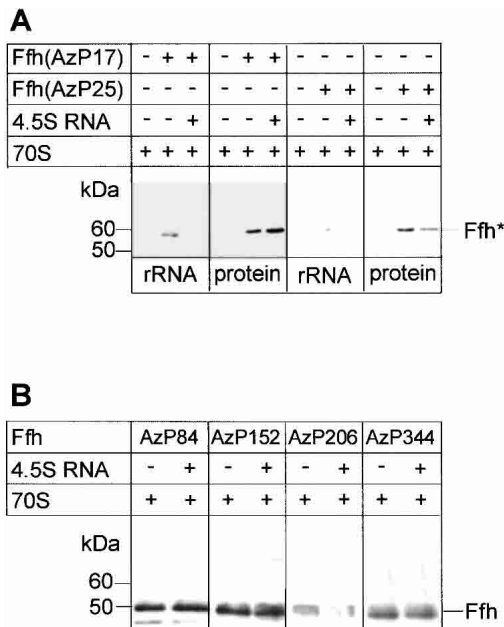 A
Ffh(AzP17) - + + - + + - - - - - -
Ffh(AzP25) - - - - - - - + + - + +
4.5S RNA - - + - - + - - + - - +
70S + + + + + + + + + + + +
kDa
60
50
Ffh*
rRNA protein rRNA protein
B
Ffh AzP84 AzP152 AzP206 AzP344
4.5S RNA - + - + - + - +
70S + + + + + + + +
kDa
60
50
Ffh